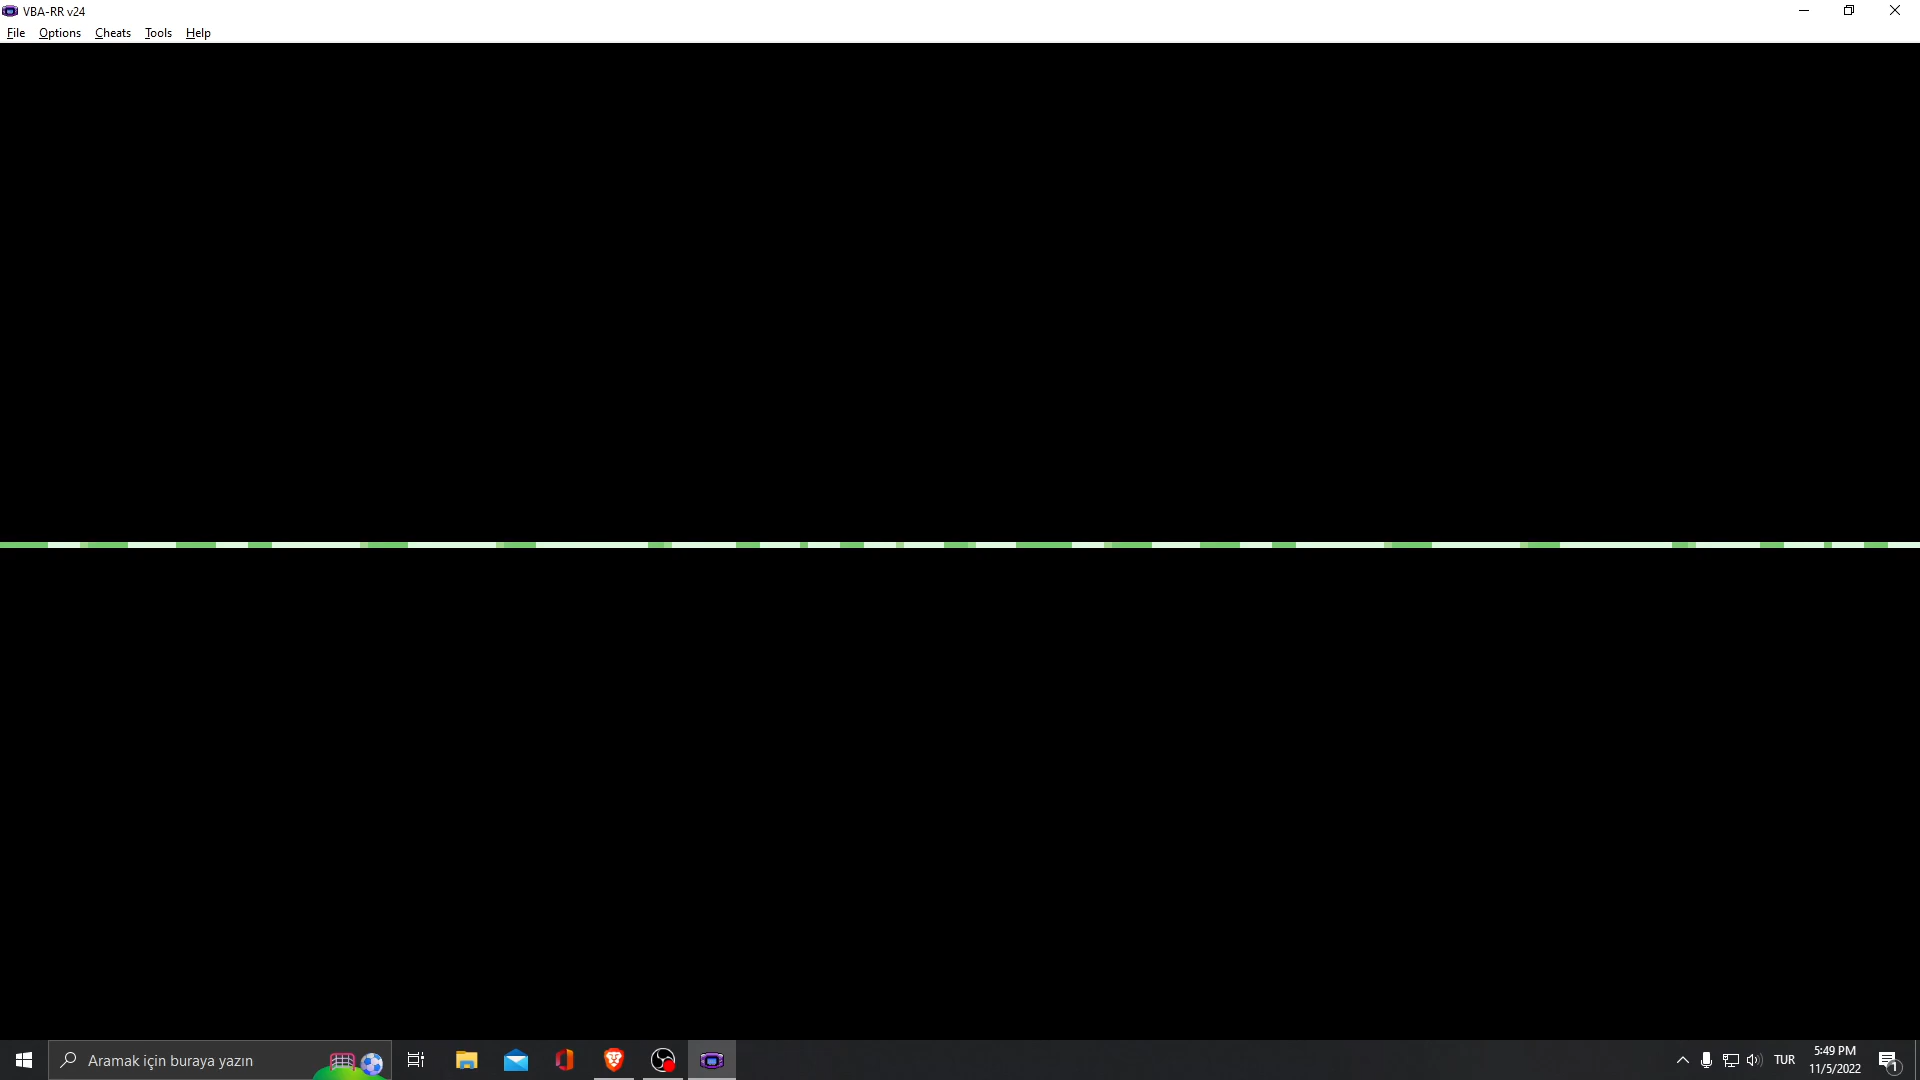 VBA-RR v24
File Options Cheats Tools Help
Aramak için buraya yazın
TUR
5:49 PM
11/5/2022
1